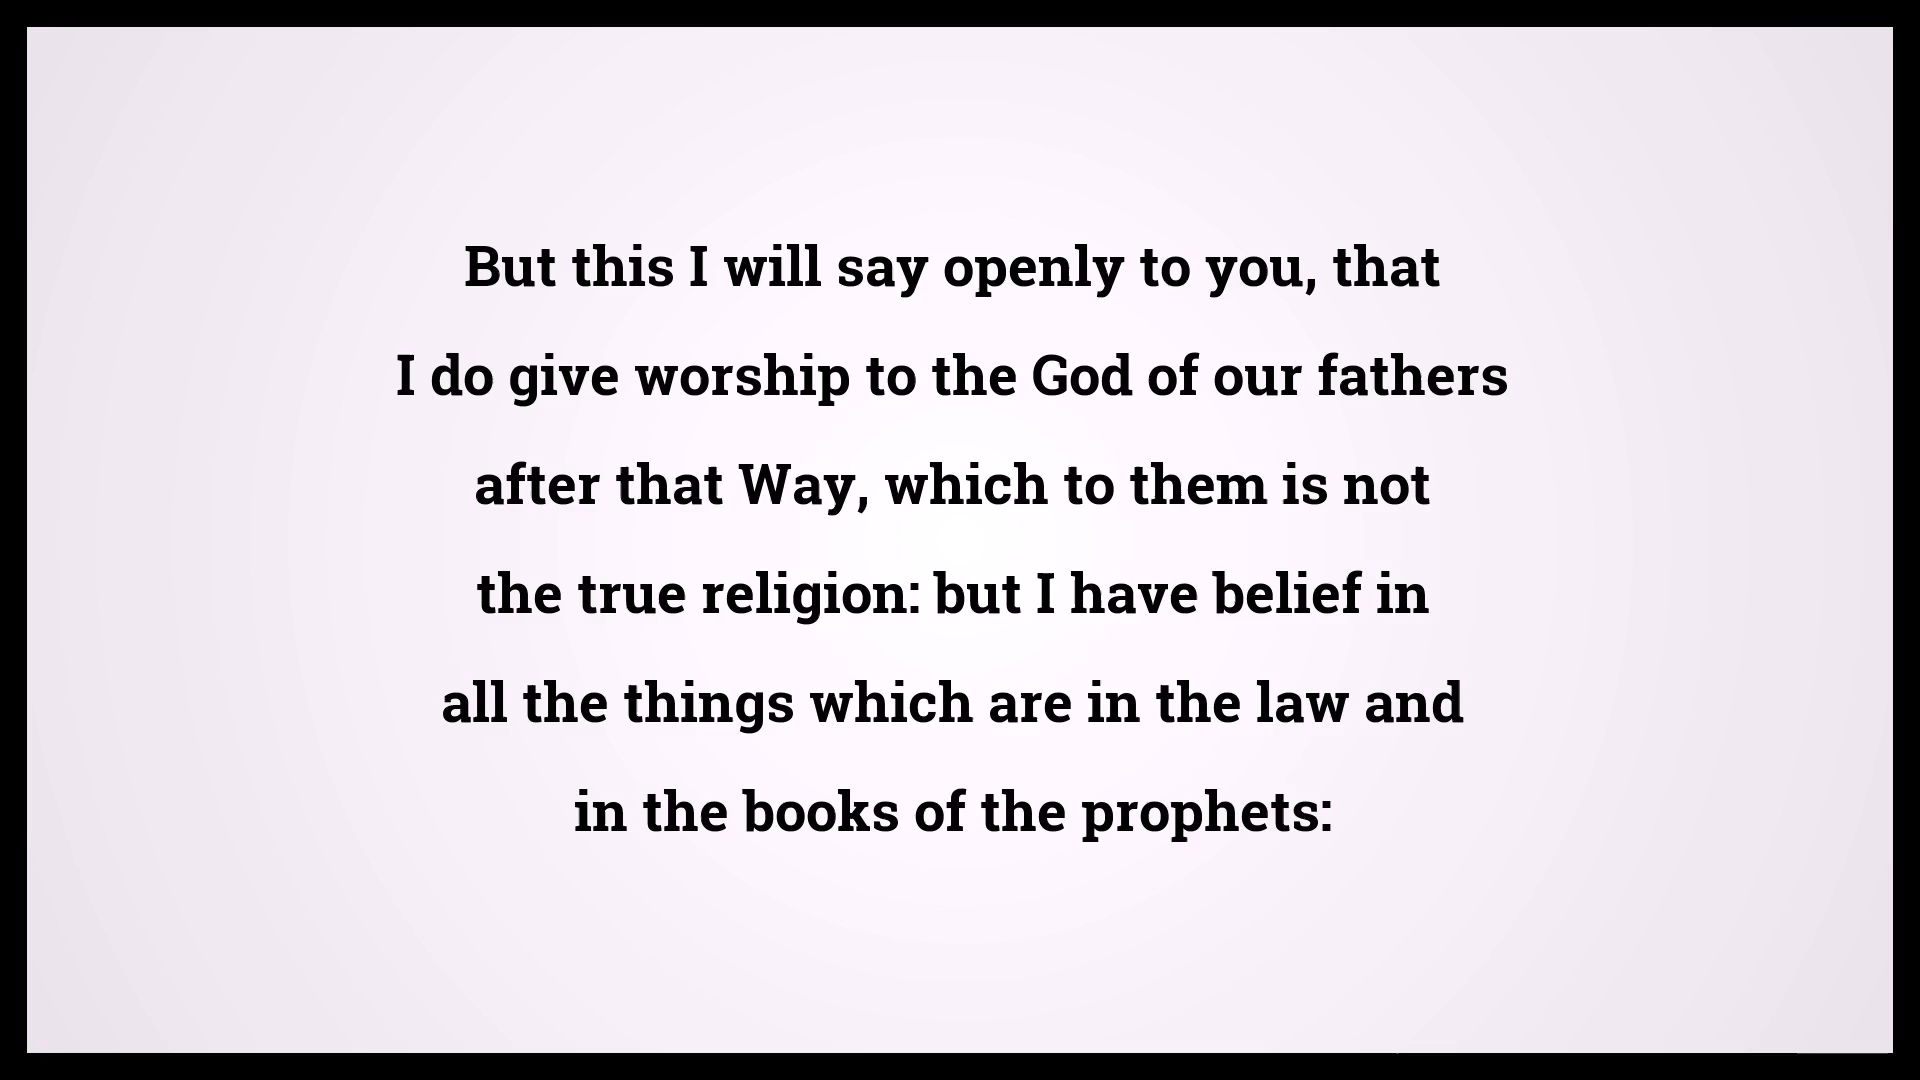 But this I will say openly to you, that
I do give worship to the God of our fathers
after that Way, which to them is not
the true religion: but I have belief in
all the things which are in the law and
in the books of the prophets: